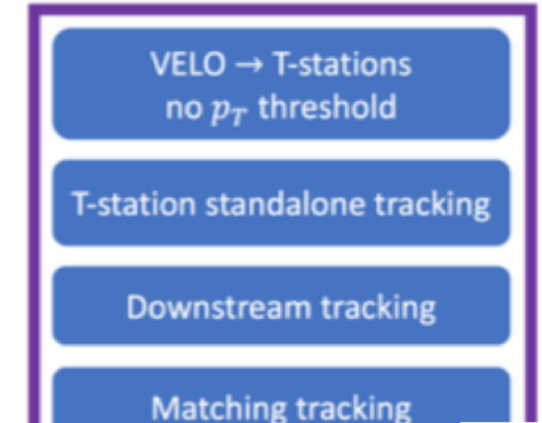 VELO → T-stations
no p_T threshold
T-station standalone tracking
Downstream tracking
Matching tracking